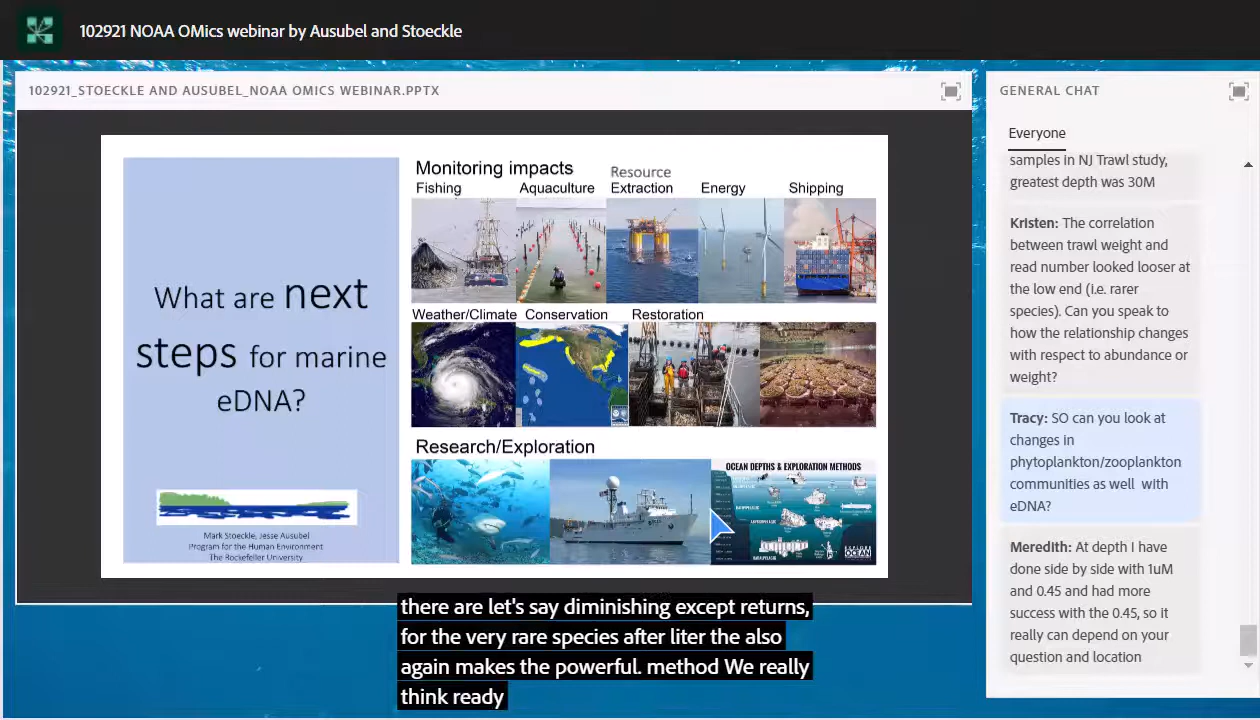 102921 NOAA OMics webinar by Ausubel and Stoeckle
102921_STOECKLE AND AUSUBEL_NOAA OMICS WEBINAR.PPTX
What are next
steps for marine
eDNA?
Mark Stoeckle, Jesse Ausubel
Program for the Human Environment
The Rockefeller University
Monitoring impacts
Fishing
Aquaculture
Resource
Extraction
Energy
Shipping
Weather/Climate
Conservation
Restoration
Research/Exploration
OCEAN DEPTHS & EXPLORATION METHODS
there are let's say diminishing except returns,
for the very rare species after liter the also
again makes the powerful. method We really
think ready
GENERAL CHAT
Everyone
samples in NJ Trawl study,
greatest depth was 30M
Kristen: The correlation
between trawl weight and
read number looked looser at
the low end (i.e. rarer
species). Can you speak to
how the relationship changes
with respect to abundance or
weight?
Tracy: SO can you look at
changes in
phytoplankton/zooplankton
communities as well with
eDNA?
Meredith: At depth I have
done side by side with 1uM
and 0.45 and had more
success with the 0.45, so it
really can depend on your
question and location